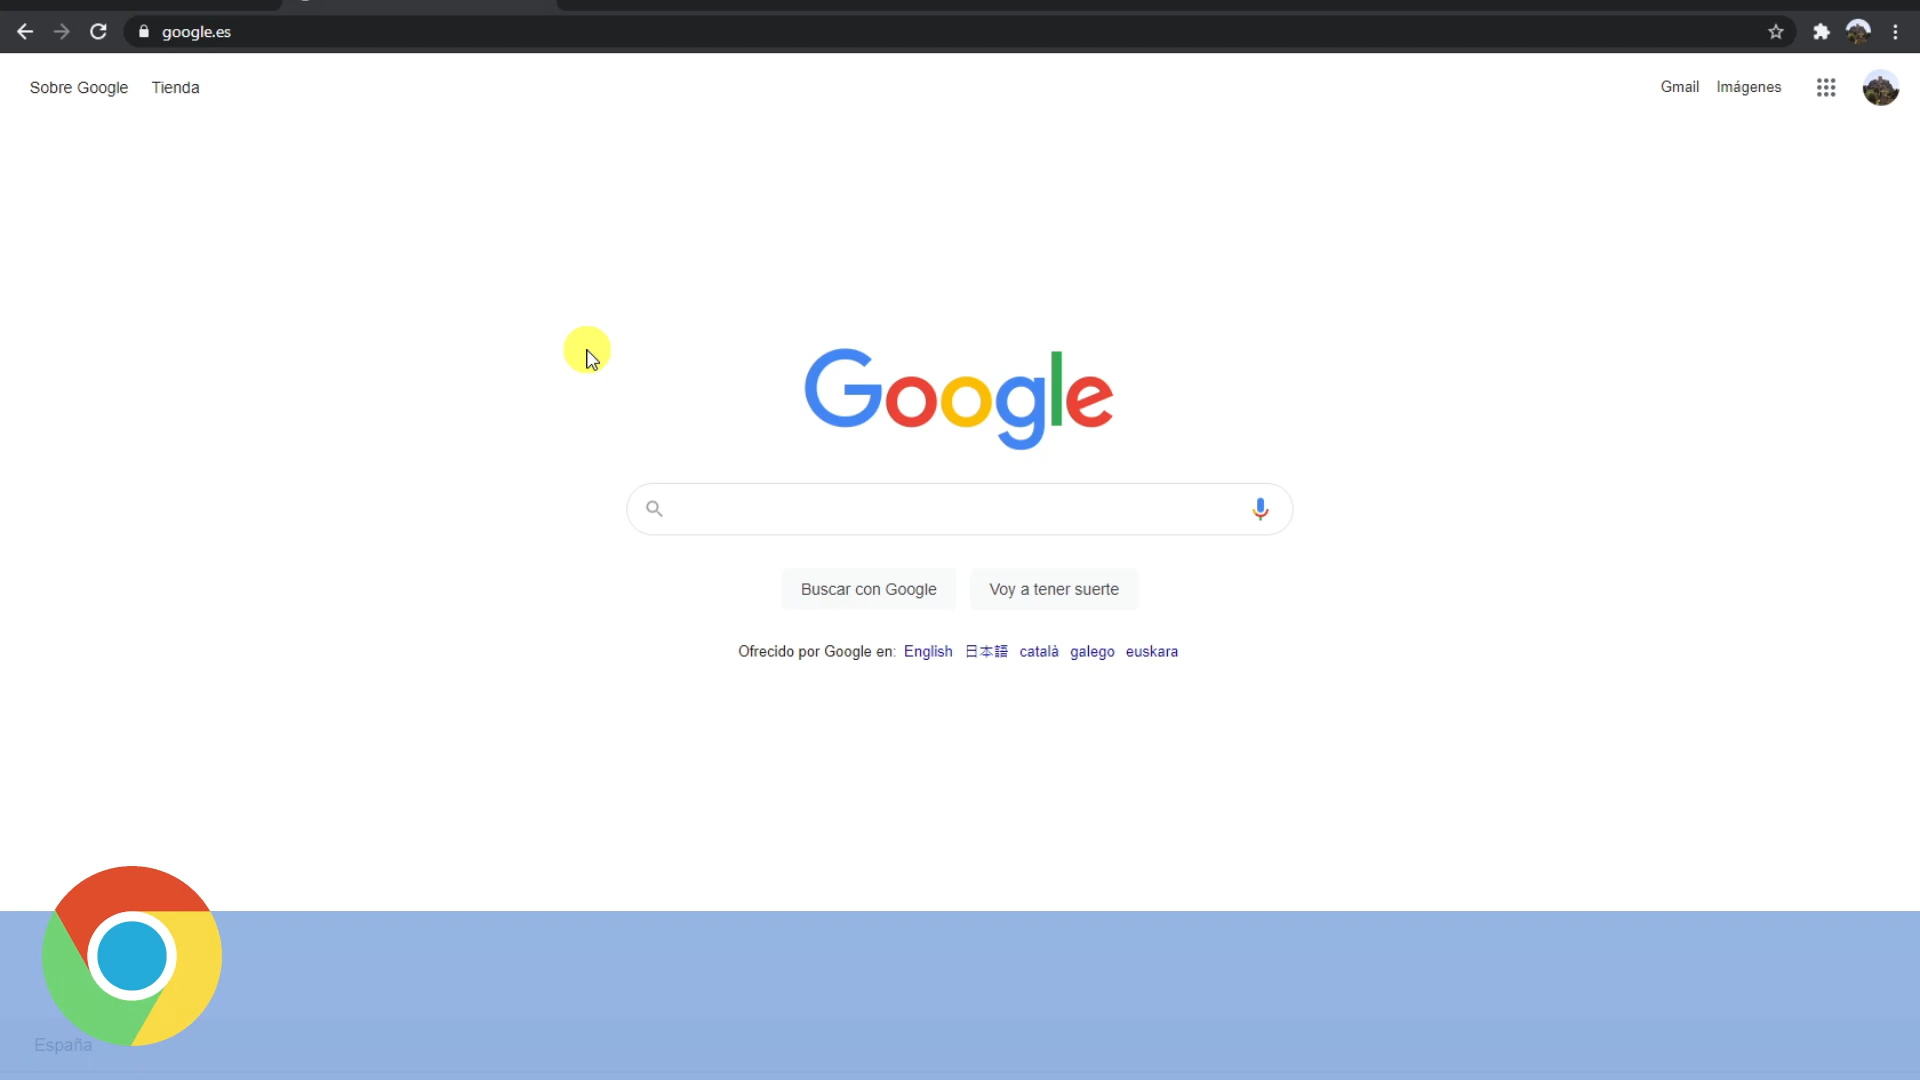 google.es
Sobre Google Tienda
Gmail Imágenes
Google
Buscar con Google Voy a tener suerte
Ofrecido por Google en: English 日本語 català galego euskara
España